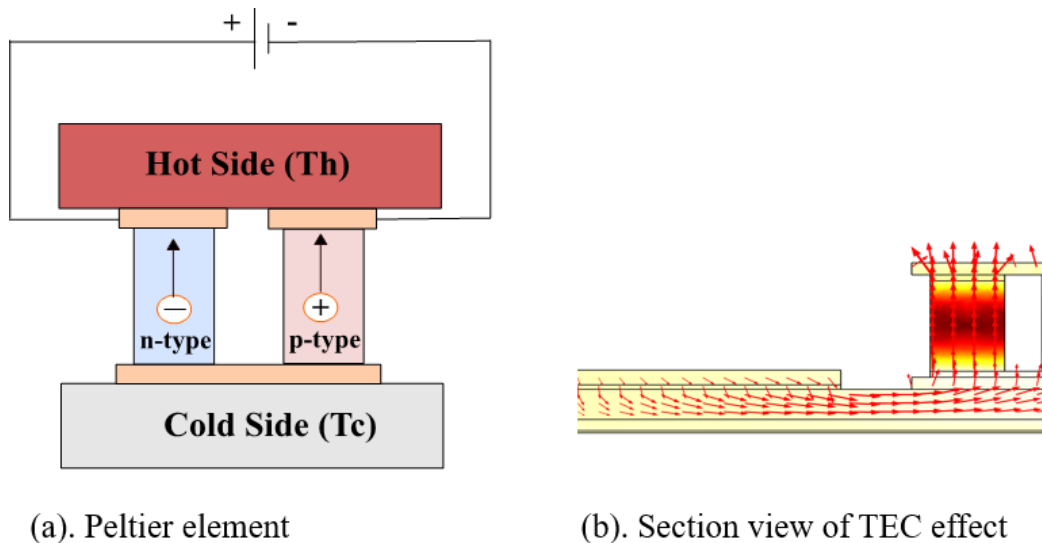 + -
Hot Side (Th)
− +
n-type p-type
Cold Side (Tc)
(a). Peltier element
(b). Section view of TEC effect